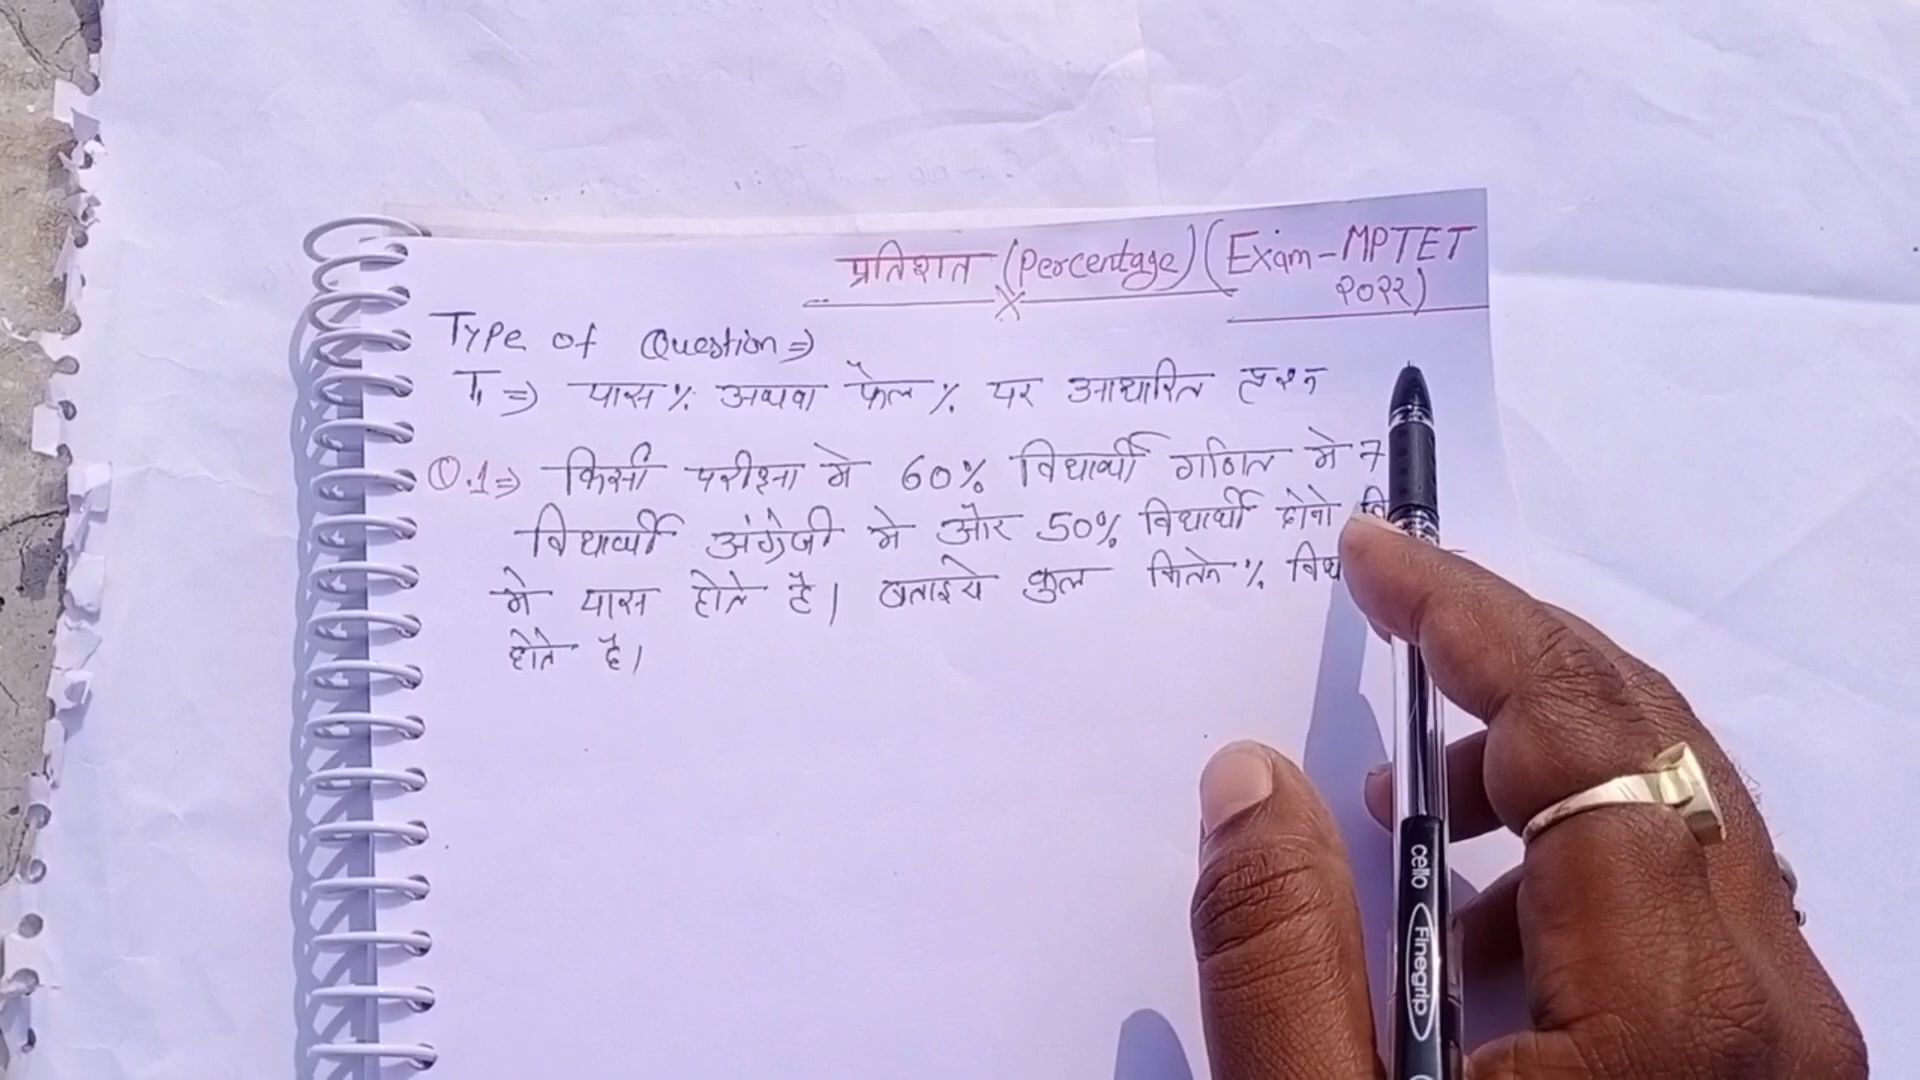 प्रतिशत (Percentage) (Exam-MPTET
२०२२)
Type of Question ⇒
T₁ ⇒ पास% अथवा फेल% पर आधारित प्रश्न
Q.1⇒ किसी परीक्षा मे 60% विद्यार्थी गणित मे 7
विद्यार्थी अंग्रेजी मे और 50% विद्यार्थी दोनो वि
मे पास होते है। बताइये कुल कितने % विद्य
होते है।
cello Finegrip